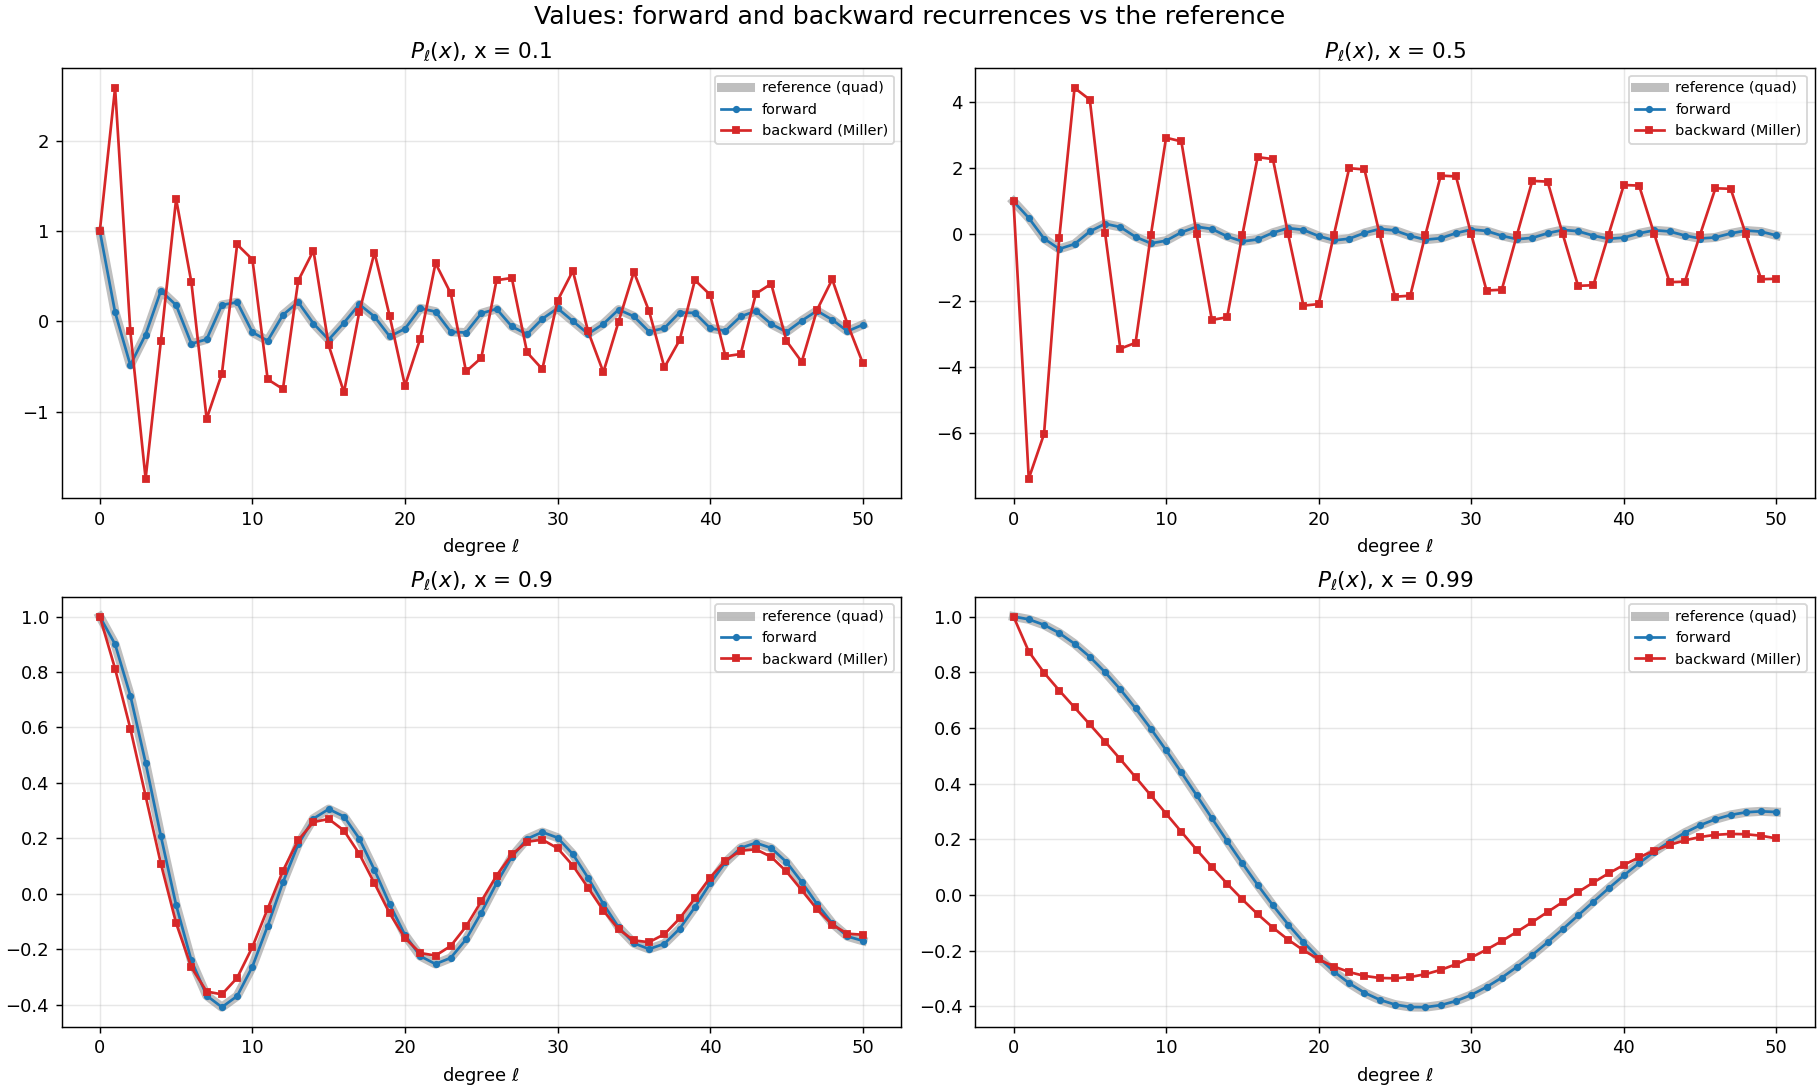 Values: forward and backward recurrences vs the reference
Pℓ(x), x = 0.1
reference (quad)
forward
backward (Miller)
2
1
0
−1
0 10 20 30 40 50
degree ℓ
Pℓ(x), x = 0.5
reference (quad)
forward
backward (Miller)
4
2
0
−2
−4
−6
0 10 20 30 40 50
degree ℓ
Pℓ(x), x = 0.9
reference (quad)
forward
backward (Miller)
1.0
0.8
0.6
0.4
0.2
0.0
−0.2
−0.4
0 10 20 30 40 50
degree ℓ
Pℓ(x), x = 0.99
reference (quad)
forward
backward (Miller)
1.0
0.8
0.6
0.4
0.2
0.0
−0.2
−0.4
0 10 20 30 40 50
degree ℓ